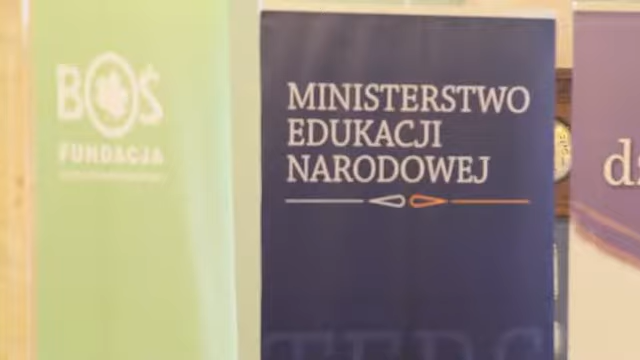 BOŚ
FUNDACJA
MINISTERSTWO
EDUKACJI
NARODOWEJ